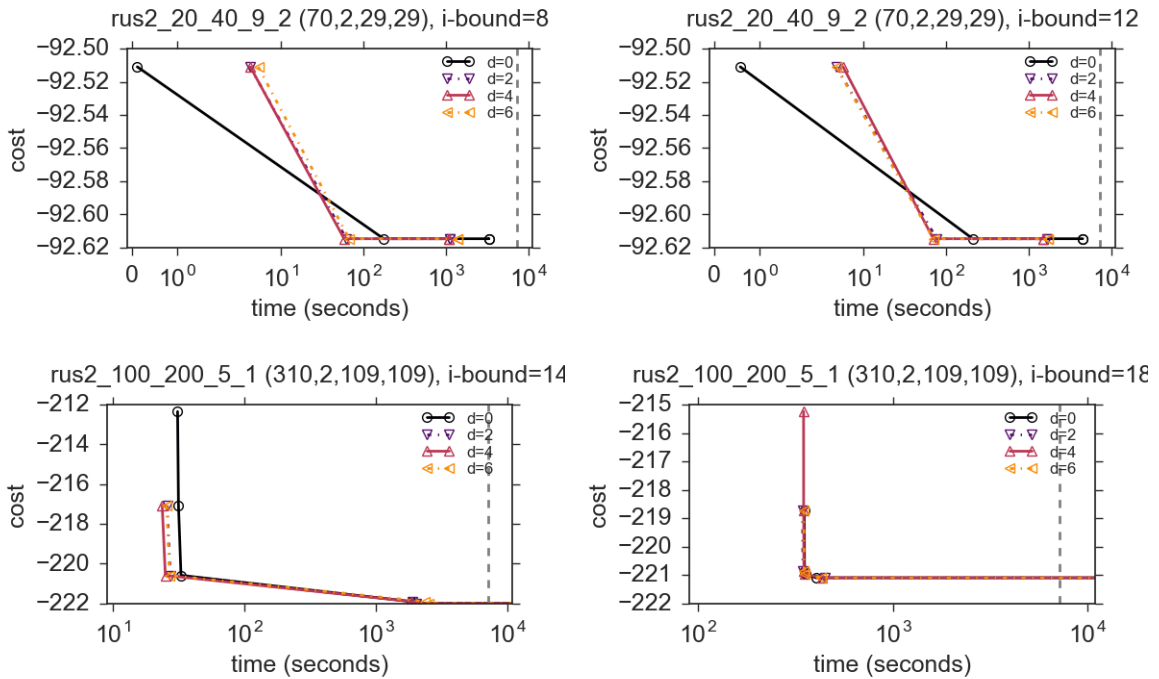 rus2_20_40_9_2 (70,2,29,29), i-bound=8
−92.50
−92.52
−92.54
−92.56
−92.58
−92.60
−92.62
cost
d=0
d=2
d=4
d=6
0 10^0 10^1 10^2 10^3 10^4
time (seconds)
rus2_20_40_9_2 (70,2,29,29), i-bound=12
−92.50
−92.52
−92.54
−92.56
−92.58
−92.60
−92.62
cost
d=0
d=2
d=4
d=6
0 10^0 10^1 10^2 10^3 10^4
time (seconds)
rus2_100_200_5_1 (310,2,109,109), i-bound=14
−212
−214
−216
−218
−220
−222
cost
d=0
d=2
d=4
d=6
10^1 10^2 10^3 10^4
time (seconds)
rus2_100_200_5_1 (310,2,109,109), i-bound=18
−215
−216
−217
−218
−219
−220
−221
−222
cost
d=0
d=2
d=4
d=6
10^2 10^3 10^4
time (seconds)